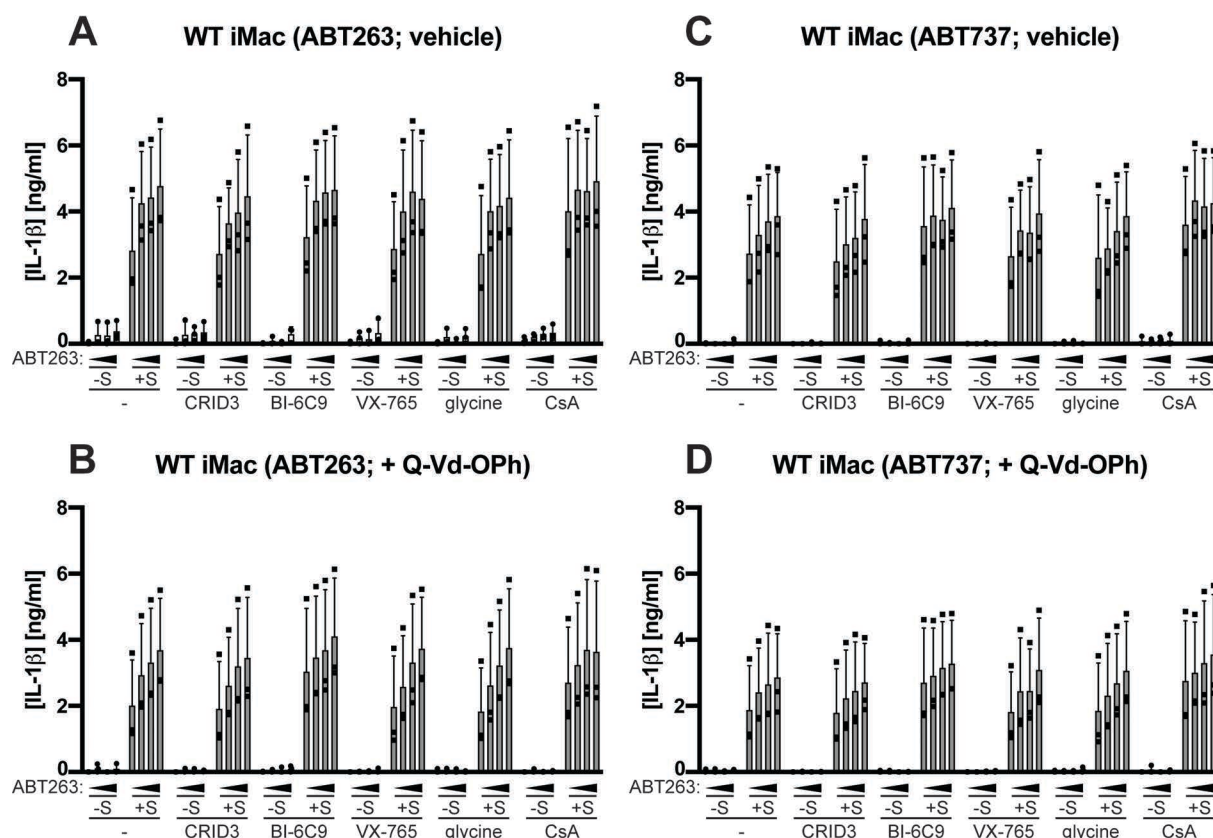 A
WT iMac (ABT263; vehicle)
[IL-1β] [ng/ml]
8
6
4
2
0
ABT263:
-S +S -S +S -S +S -S +S -S +S -S +S
- CRID3 BI-6C9 VX-765 glycine CsA
C
WT iMac (ABT737; vehicle)
[IL-1β] [ng/ml]
8
6
4
2
0
ABT263:
-S +S -S +S -S +S -S +S -S +S -S +S
- CRID3 BI-6C9 VX-765 glycine CsA
B
WT iMac (ABT263; + Q-Vd-OPh)
[IL-1β] [ng/ml]
8
6
4
2
0
ABT263:
-S +S -S +S -S +S -S +S -S +S -S +S
- CRID3 BI-6C9 VX-765 glycine CsA
D
WT iMac (ABT737; + Q-Vd-OPh)
[IL-1β] [ng/ml]
8
6
4
2
0
ABT263:
-S +S -S +S -S +S -S +S -S +S -S +S
- CRID3 BI-6C9 VX-765 glycine CsA